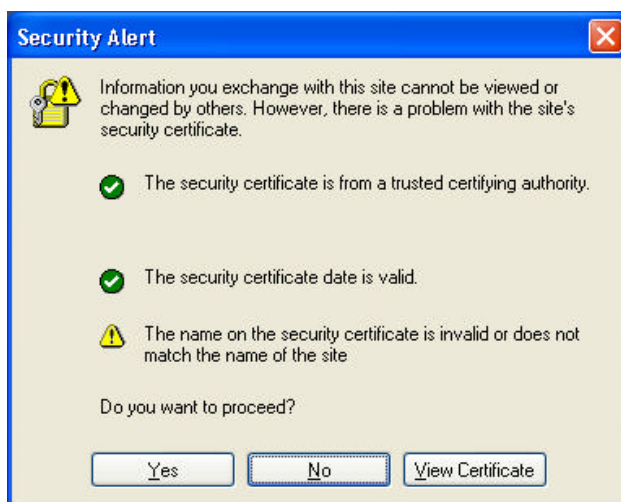 Security Alert
Information you exchange with this site cannot be viewed or
changed by others. However, there is a problem with the site's
security certificate.
The security certificate is from a trusted certifying authority.
The security certificate date is valid.
The name on the security certificate is invalid or does not
match the name of the site
Do you want to proceed?
Yes No View Certificate